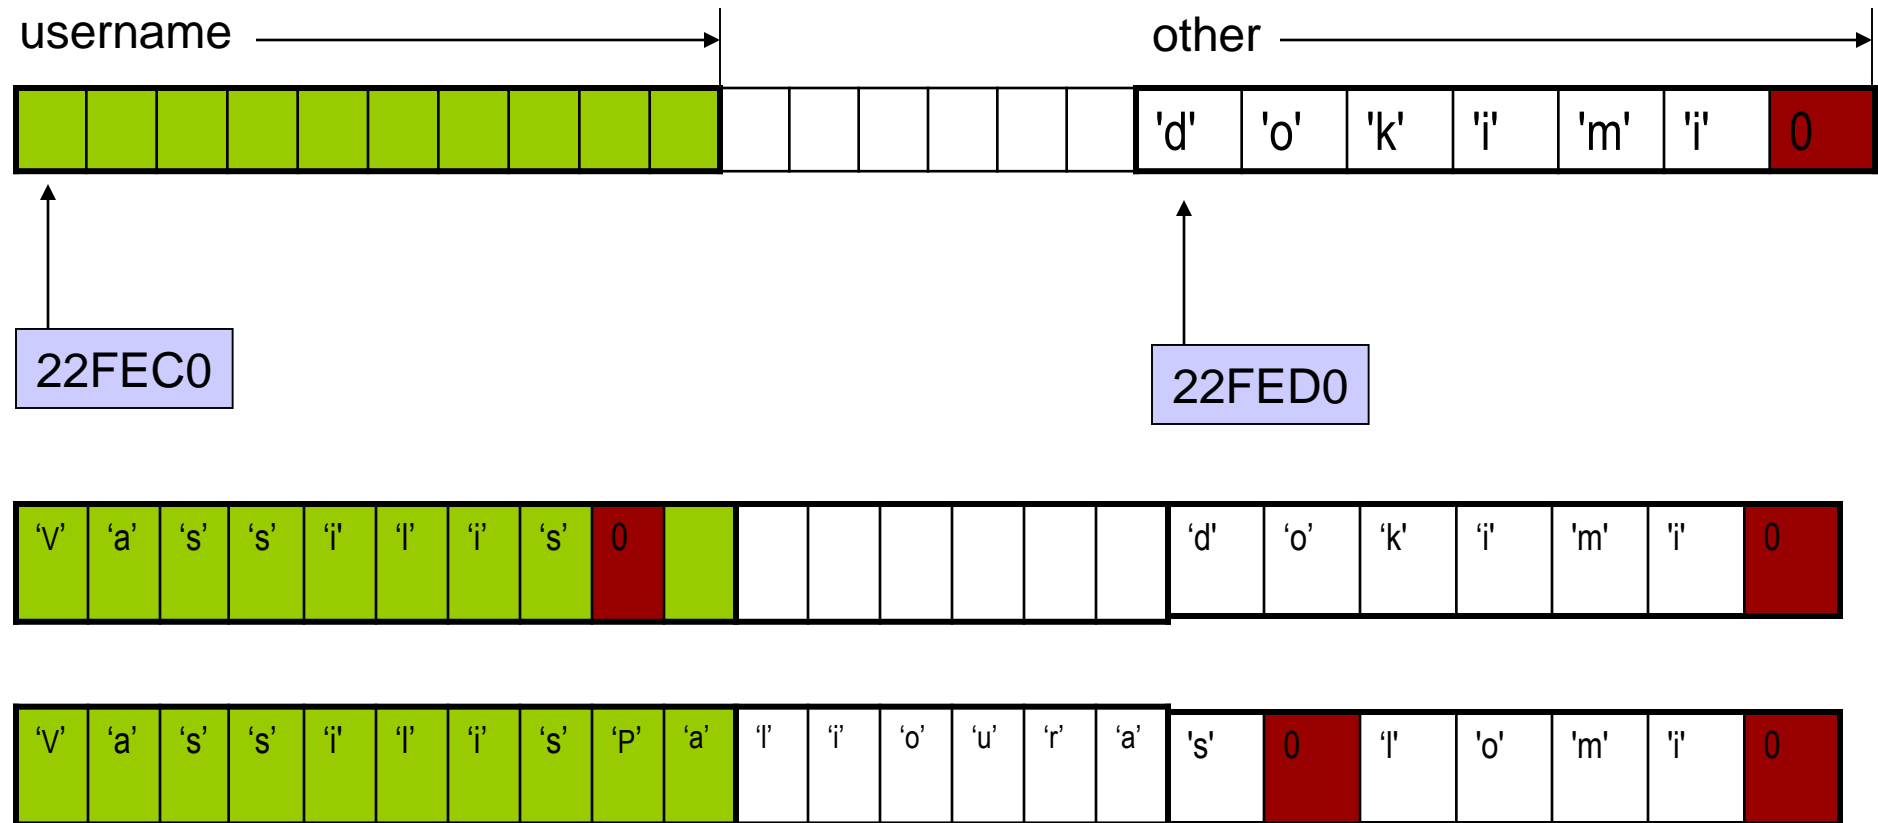 username other
'd' 'o' 'k' 'i' 'm' 'i' 0
22FEC0
22FED0
‘V’ ‘a’ ‘s’ ‘s’ ‘i' ‘l’ ‘i’ ‘s’ 0 ‘d' ‘o’ ‘k' ‘i’ 'm' 'i' 0
‘V’ ‘a’ ‘s’ ‘s’ ‘i' ‘l’ ‘i’ ‘s’ ‘P’ ‘a’ ‘l’ ‘i’ ‘o’ ‘u’ ‘r’ ‘a’ 's' 0 ‘l' 'o' 'm' 'i' 0